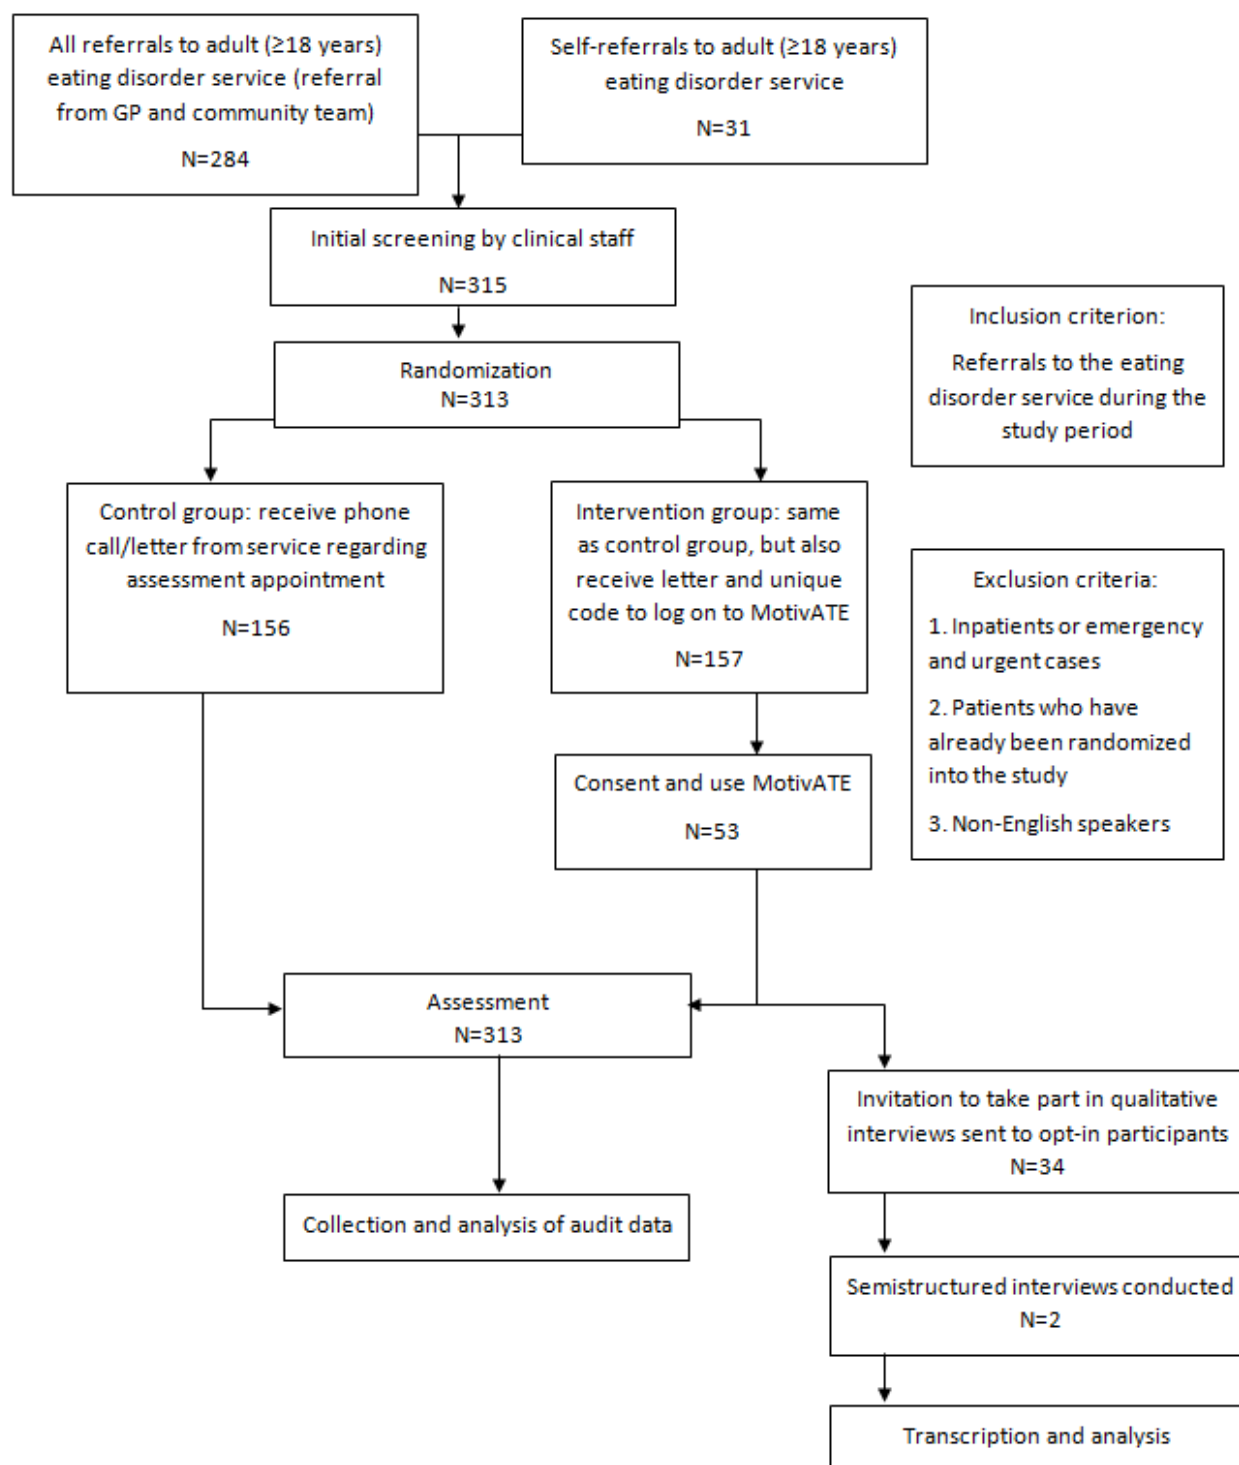 All referrals to adult (≥18 years)
eating disorder service (referral
from GP and community team)
N=284
Self-referrals to adult (≥18 years)
eating disorder service
N=31
Initial screening by clinical staff
N=315
Randomization
N=313
Inclusion criterion:
Referrals to the eating
disorder service during the
study period
Control group: receive phone
call/letter from service regarding
assessment appointment
N=156
Intervention group: same
as control group, but also
receive letter and unique
code to log on to MotivATE
N=157
Exclusion criteria:
1. Inpatients or emergency
and urgent cases
2. Patients who have
already been randomized
into the study
3. Non-English speakers
Consent and use MotivATE
N=53
Assessment
N=313
Invitation to take part in qualitative
interviews sent to opt-in participants
N=34
Collection and analysis of audit data
Semistructured interviews conducted
N=2
Transcription and analysis